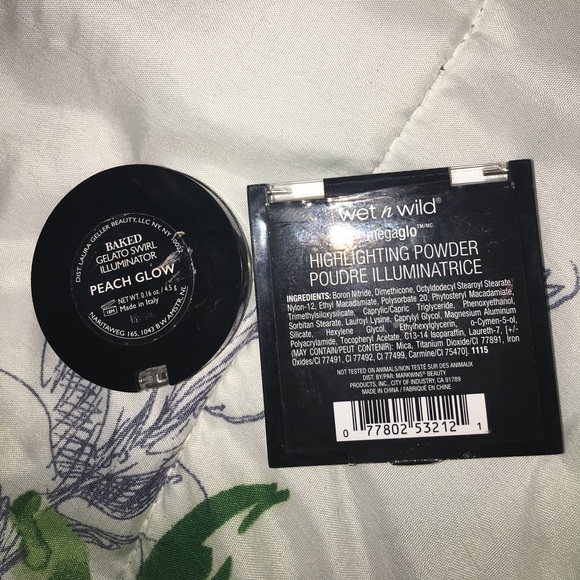 DIST. LAURA GELLER BEAUTY, LLC NY, NY 10022
BAKED
GELATO SWIRL
ILLUMINATOR
PEACH GLOW
NET WT. 0.16 oz / 4.5 g
18M Made in Italy
NARITAWEG 165, 1043 BW AMSTR. NL
wet n wild®
megaglo™/MC
HIGHLIGHTING POWDER
POUDRE ILLUMINATRICE
INGREDIENTS: Boron Nitride, Dimethicone, Octyldodecyl Stearoyl Stearate,
Nylon-12, Ethyl Macadamiate, Polysorbate 20, Phytosteryl Macadamiate,
Trimethylsiloxysilicate, Caprylic/Capric Triglyceride, Phenoxyethanol,
Sorbitan Stearate, Lauroyl Lysine, Caprylyl Glycol, Magnesium Aluminum
Silicate, Hexylene Glycol, Ethylhexylglycerin, o-Cymen-5-ol,
Polyisobutene, Tocopheryl Acetate, C13-14 Isoparaffin, Laureth-7, [+/-
(MAY CONTAIN/PEUT CONTENIR): Mica, Titanium Dioxide/CI 77891, Iron
Oxides/CI 77491, CI 77492, CI 77499, Carmine/CI 75470]. 1115
NOT TESTED ON ANIMALS/NON TESTÉ SUR DES ANIMAUX
DIST. BY/PAR: MARKWINS® BEAUTY
PRODUCTS, INC., CITY OF INDUSTRY, CA 91789
MADE IN CHINA / FABRIQUÉ EN CHINE
0 77802 53212 1